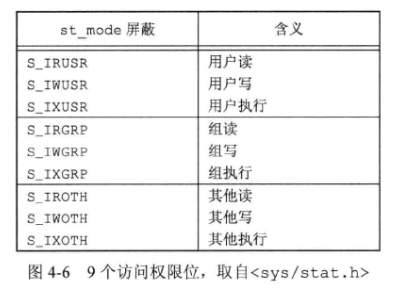 st_mode 屏蔽 含义
S_IRUSR 用户读
S_IWUSR 用户写
S_IXUSR 用户执行
S_IRGRP 组读
S_IWGRP 组写
S_IXGRP 组执行
S_IROTH 其他读
S_IWOTH 其他写
S_IXOTH 其他执行
图 4-6 9 个访问权限位，取自<sys/stat.h>